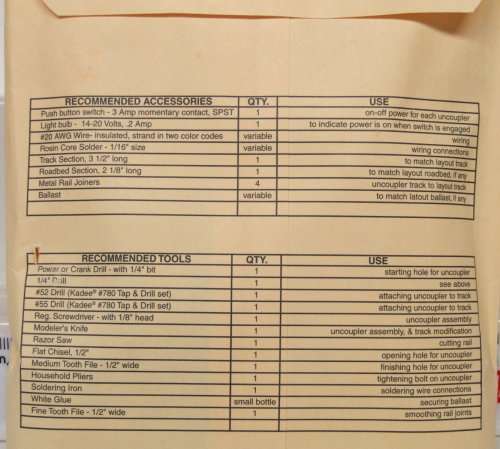 RECOMMENDED ACCESSORIES QTY. USE
Push button switch - 3 Amp momentary contact, SPST 1 on-off power for each uncoupler
Light bulb - 14-20 Volts, .2 Amp 1 to indicate power is on when switch is engaged
#20 AWG Wire- insulated, strand in two color codes variable wiring
Rosin Core Solder - 1/16" size variable wiring connections
Track Section, 3 1/2" long 1 to match layout track
Roadbed Section, 2 1/8" long 1 to match layout roadbed, if any
Metal Rail Joiners 4 uncoupler track to layout track
Ballast variable to match latout ballast, if any
RECOMMENDED TOOLS QTY. USE
Power or Crank Drill - with 1/4" bit 1 starting hole for uncoupler
1/4" Drill 1 see above
#52 Drill (Kadee® #780 Tap & Drill set) 1 attaching uncoupler to track
#55 Drill (Kadee® #780 Tap & Drill set) 1 attaching uncoupler to track
Reg. Screwdriver - with 1/8" head 1 uncoupler assembly
Modeler's Knife 1 uncoupler assembly, & track modification
Razor Saw 1 cutting rail
Flat Chisel, 1/2" 1 opening hole for uncoupler
Medium Tooth File - 1/2" wide 1 finishing hole for uncoupler
Household Pliers 1 tightening bolt on uncoupler
Soldering Iron 1 soldering wire connections
White Glue small bottle securing ballast
Fine Tooth File - 1/2" wide 1 smoothing rail joints